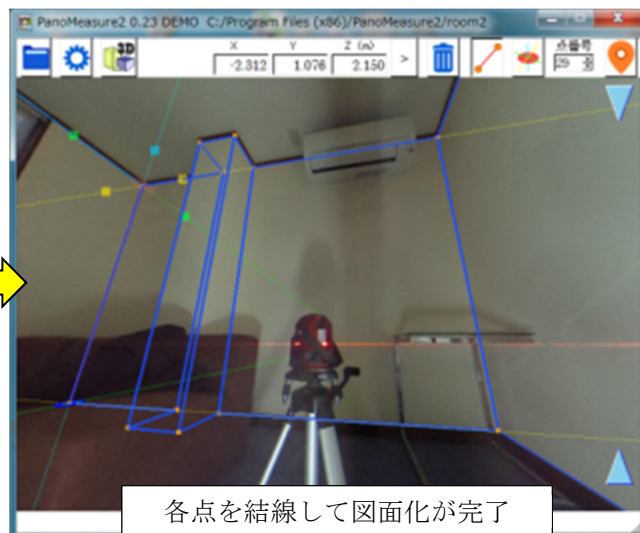 PanoMeasure2 0.23 DEMO C:/Program Files (x86)/PanoMeasure2/room2
3D
X Y Z (m)
-2.312 1.076 2.150 >
点番号
29
各点を結線して図面化が完了